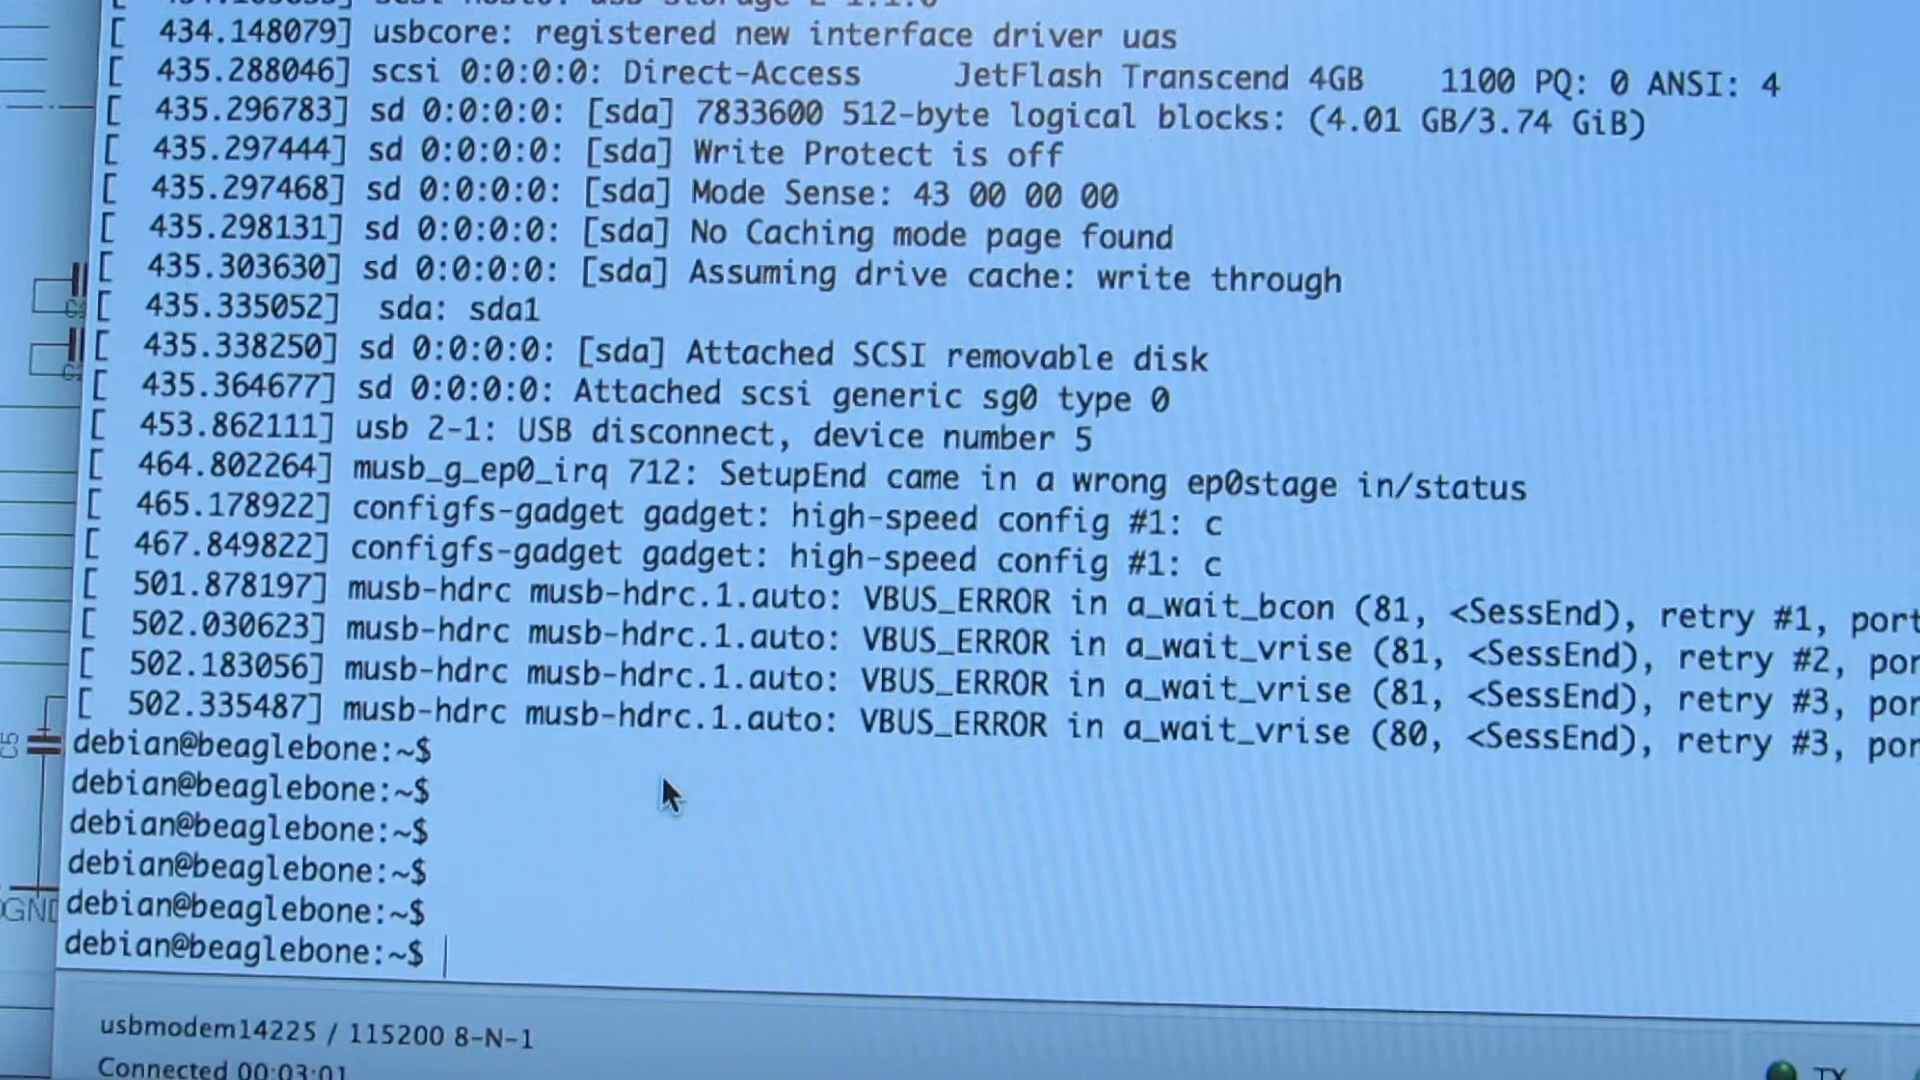 [ 434.148079] usbcore: registered new interface driver uas
[ 435.288046] scsi 0:0:0:0: Direct-Access     JetFlash Transcend 4GB    1100 PQ: 0 ANSI: 4
[ 435.296783] sd 0:0:0:0: [sda] 7833600 512-byte logical blocks: (4.01 GB/3.74 GiB)
[ 435.297444] sd 0:0:0:0: [sda] Write Protect is off
[ 435.297468] sd 0:0:0:0: [sda] Mode Sense: 43 00 00 00
[ 435.298131] sd 0:0:0:0: [sda] No Caching mode page found
[ 435.303630] sd 0:0:0:0: [sda] Assuming drive cache: write through
[ 435.335052]  sda: sda1
[ 435.338250] sd 0:0:0:0: [sda] Attached SCSI removable disk
[ 435.364677] sd 0:0:0:0: Attached scsi generic sg0 type 0
[ 453.862111] usb 2-1: USB disconnect, device number 5
[ 464.802264] musb_g_ep0_irq 712: SetupEnd came in a wrong ep0stage in/status
[ 465.178922] configfs-gadget gadget: high-speed config #1: c
[ 467.849822] configfs-gadget gadget: high-speed config #1: c
[ 501.878197] musb-hdrc musb-hdrc.1.auto: VBUS_ERROR in a_wait_bcon (81, <SessEnd), retry #1, port
[ 502.030623] musb-hdrc musb-hdrc.1.auto: VBUS_ERROR in a_wait_vrise (81, <SessEnd), retry #2, por
[ 502.183056] musb-hdrc musb-hdrc.1.auto: VBUS_ERROR in a_wait_vrise (81, <SessEnd), retry #3, por
[ 502.335487] musb-hdrc musb-hdrc.1.auto: VBUS_ERROR in a_wait_vrise (80, <SessEnd), retry #3, por
debian@beaglebone:~$
debian@beaglebone:~$
debian@beaglebone:~$
debian@beaglebone:~$
debian@beaglebone:~$
debian@beaglebone:~$
C5
GND
usbmodem14225 / 115200 8-N-1
Connected 00:03:01
TX